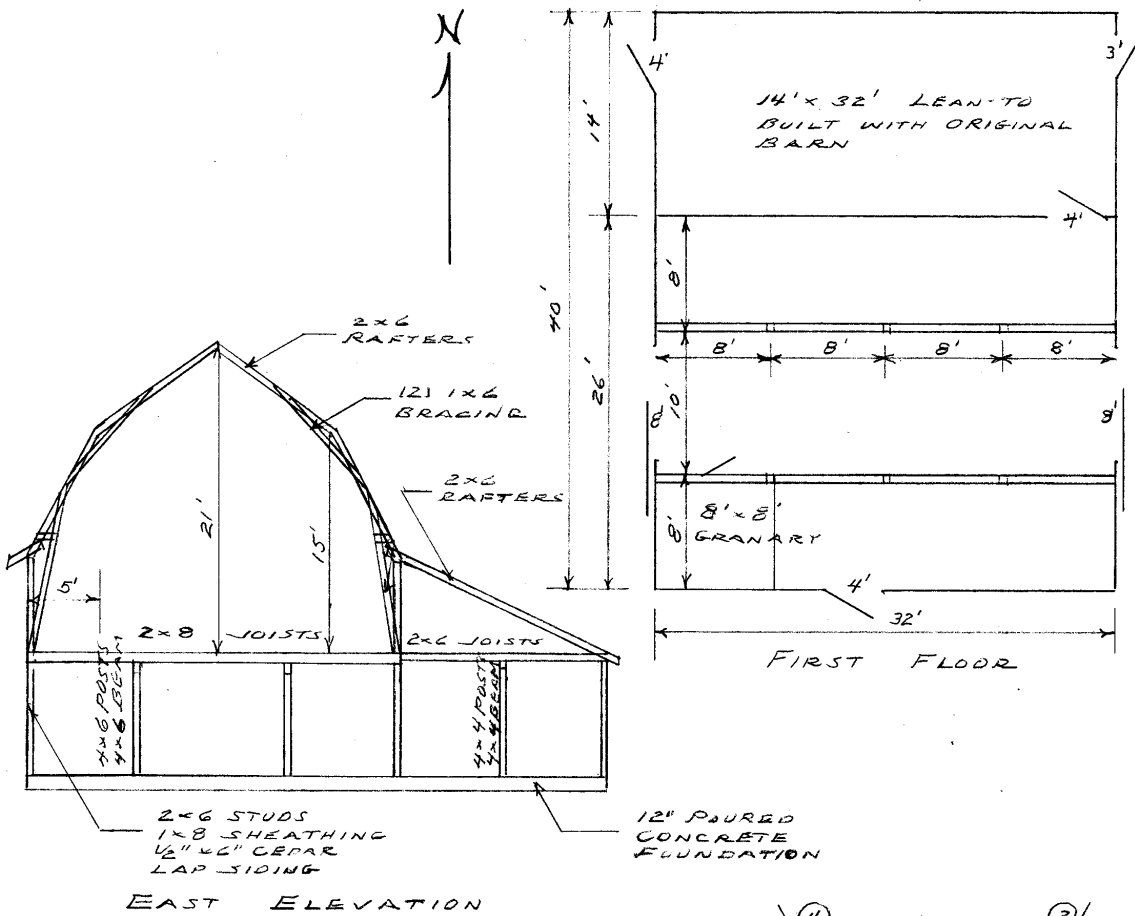 N
4'
3'
14' x 32' LEAN-TO
BUILT WITH ORIGINAL
BARN
14'
4'
8'
40'
26'
8'
8'
8'
8'
10'
8'
8'
8' x 8'
GRANARY
8'
4'
32'
FIRST FLOOR
2x6
RAFTERS
(2) 1x6
BRACING
2x6
RAFTERS
21'
15'
5'
2x8 JOISTS
2x6 JOISTS
4x6 POSTS
4x6 BEAM
4x4 POSTS
4x4 BEAM
2x6 STUDS
1x8 SHEATHING
1/2" x 6" CEDAR
LAP SIDING
12" POURED
CONCRETE
FOUNDATION
EAST ELEVATION